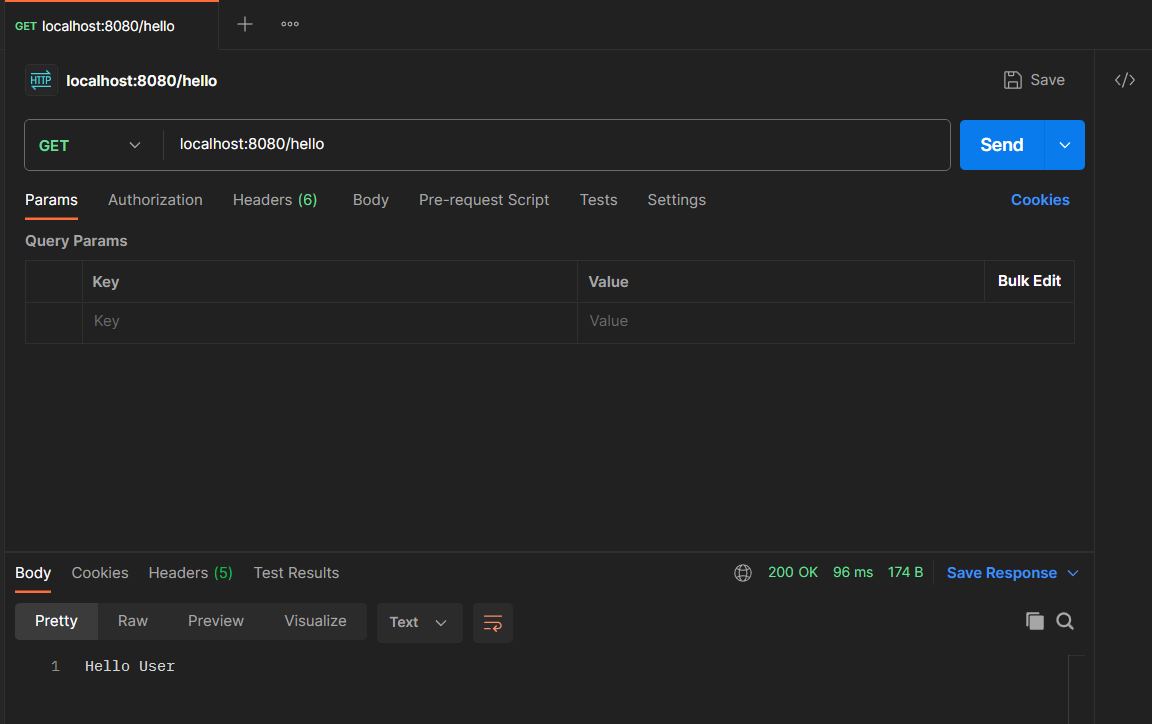 GET localhost:8080/hello
HTTP localhost:8080/hello Save
GET localhost:8080/hello Send
Params Authorization Headers (6) Body Pre-request Script Tests Settings Cookies
Query Params
Key Value Bulk Edit
Key Value
Body Cookies Headers (5) Test Results 200 OK 96 ms 174 B Save Response
Pretty Raw Preview Visualize Text
1 Hello User